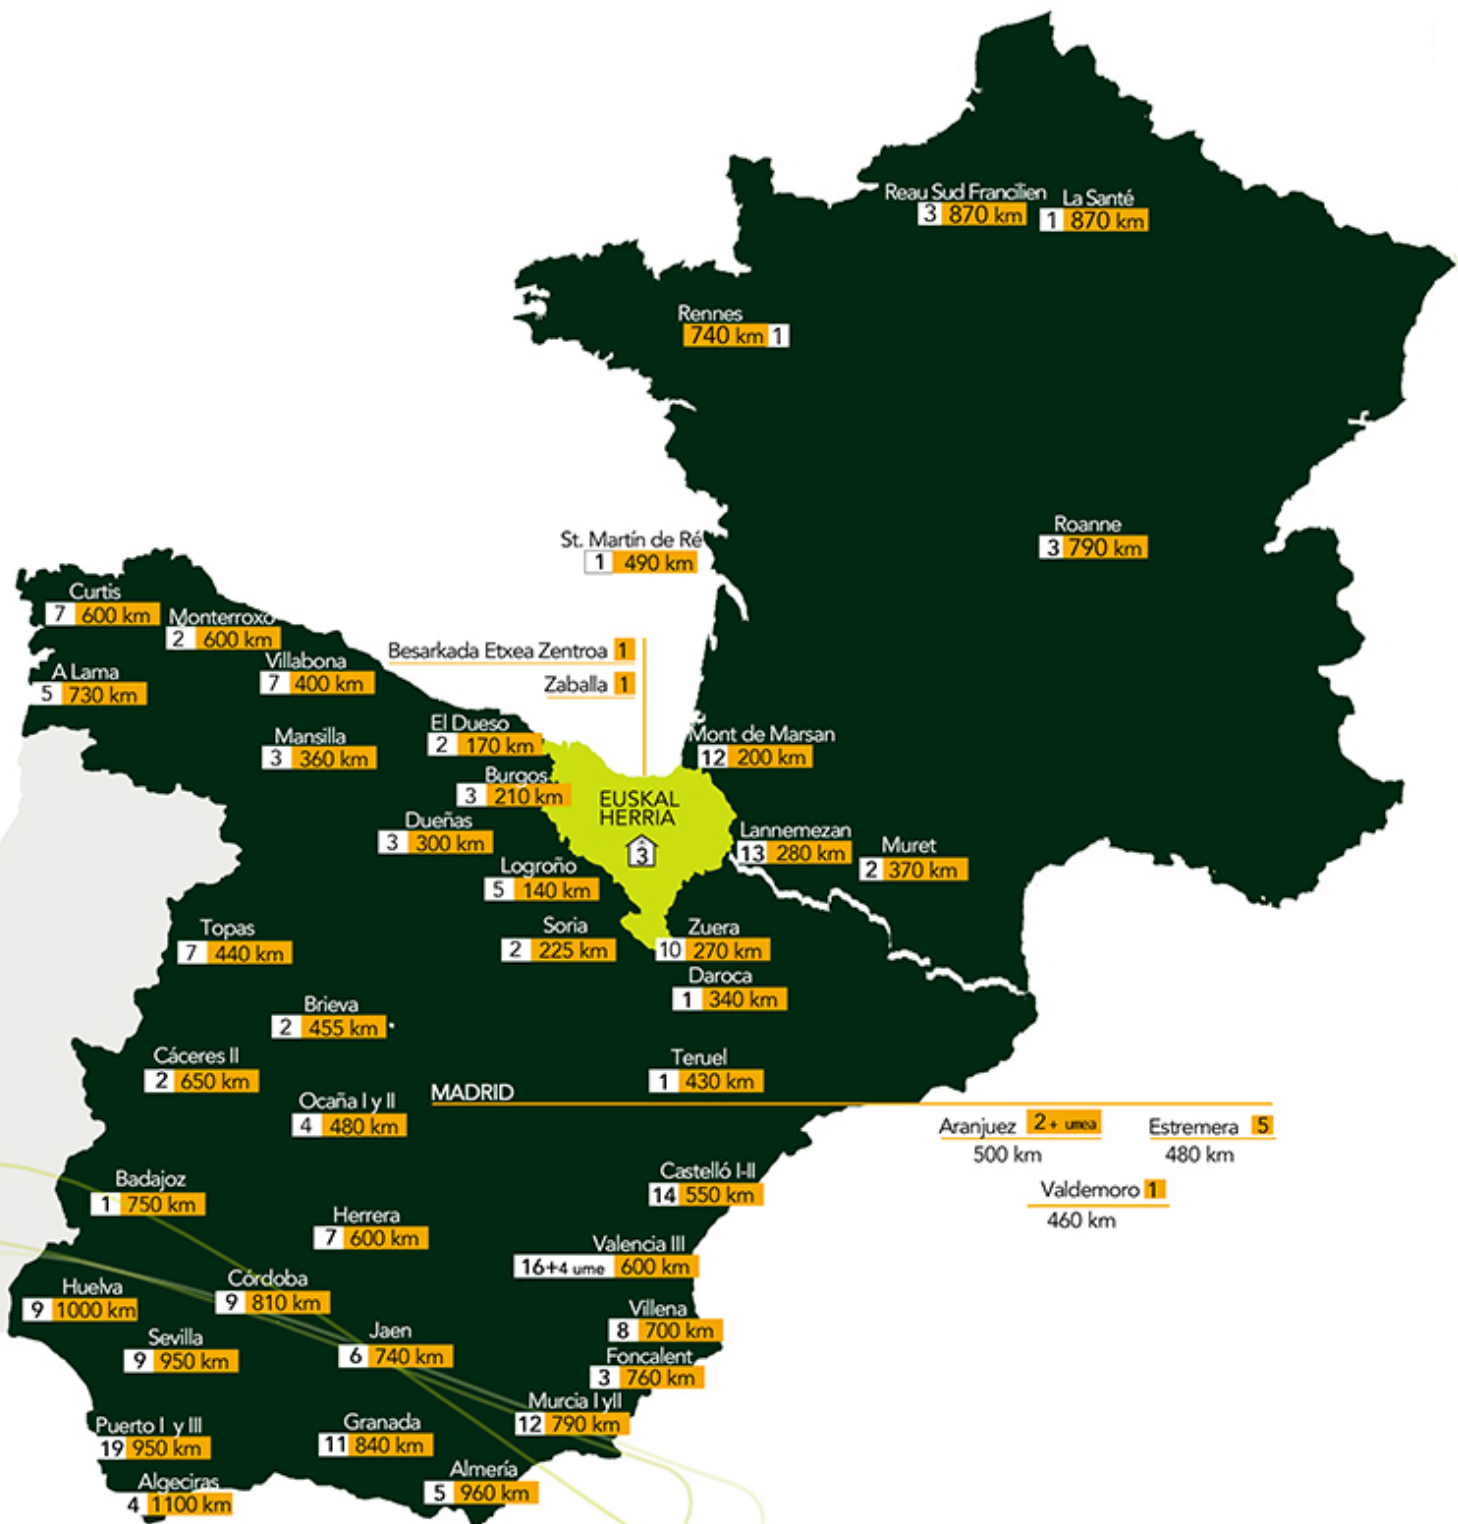 Reau Sud Francilien
3 870 km
La Santé
1 870 km
Rennes
740 km 1
St. Martín de Ré
1 490 km
Roanne
3 790 km
Curtis
7 600 km
Monterroxo
2 600 km
Besarkada Etxea Zentroa 1
Villabona
7 400 km
A Lama
5 730 km
Zaballa 1
El Dueso
2 170 km
Mansilla
3 360 km
Mont de Marsan
12 200 km
Burgos
3 210 km
EUSKAL
HERRIA
3
Dueñas
3 300 km
Lannemezan
13 280 km
Muret
2 370 km
Logroño
5 140 km
Topas
7 440 km
Soria
2 225 km
Zuera
10 270 km
Daroca
1 340 km
Brieva
2 455 km
Cáceres II
2 650 km
Teruel
1 430 km
MADRID
Ocaña I y II
4 480 km
Aranjuez 2 + umea
500 km
Estremera 5
480 km
Valdemoro 1
460 km
Badajoz
1 750 km
Castelló I-II
14 550 km
Herrera
7 600 km
Valencia III
16+4 ume 600 km
Huelva
9 1000 km
Córdoba
9 810 km
Villena
8 700 km
Sevilla
9 950 km
Jaen
6 740 km
Foncalent
3 760 km
Murcia I yII
12 790 km
Puerto I y III
19 950 km
Granada
11 840 km
Almería
5 960 km
Algeciras
4 1100 km